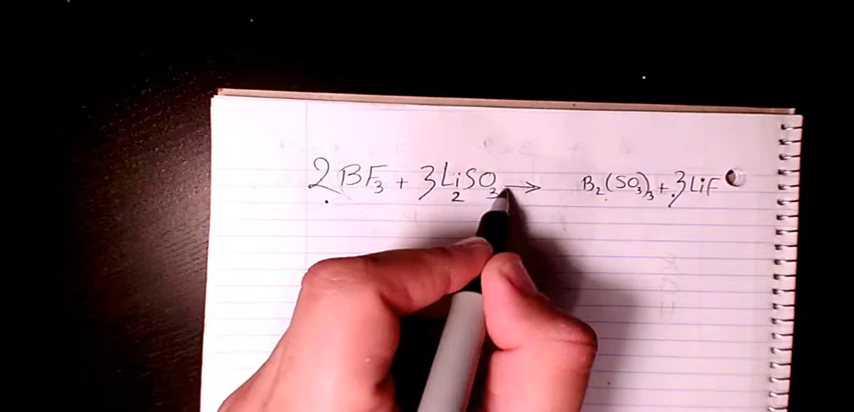 2BF₃ + 3Li₂SO₃ → B₂(SO₃)₃ + 3LiF